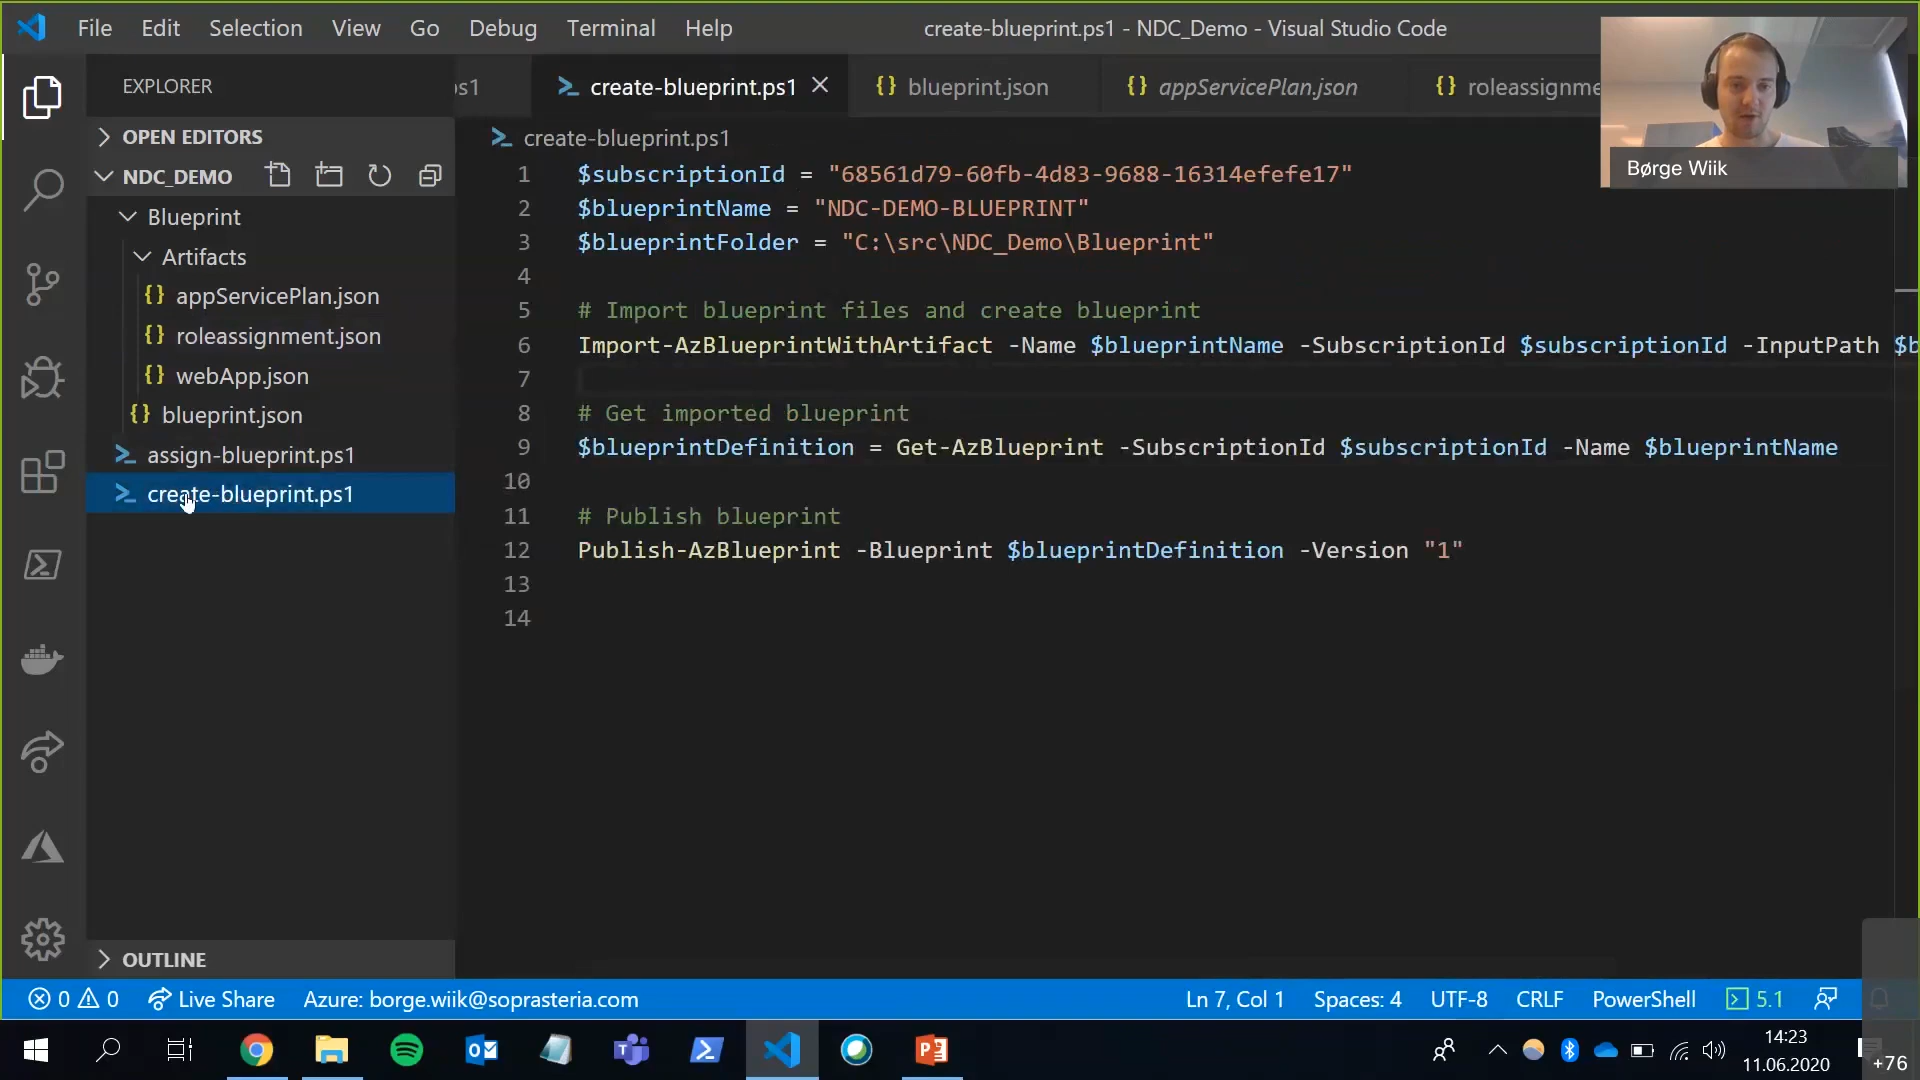 File Edit Selection View Go Debug Terminal Help create-blueprint.ps1 - NDC_Demo - Visual Studio Code
EXPLORER
create-blueprint.ps1
{} blueprint.json
{} appServicePlan.json
{} roleassignme
Børge Wiik
OPEN EDITORS
NDC_DEMO
Blueprint
Artifacts
{} appServicePlan.json
{} roleassignment.json
{} webApp.json
{} blueprint.json
assign-blueprint.ps1
create-blueprint.ps1
OUTLINE
create-blueprint.ps1
1 $subscriptionId = "68561d79-60fb-4d83-9688-16314efefe17"
2 $blueprintName = "NDC-DEMO-BLUEPRINT"
3 $blueprintFolder = "C:\src\NDC_Demo\Blueprint"
4
5 # Import blueprint files and create blueprint
6 Import-AzBlueprintWithArtifact -Name $blueprintName -SubscriptionId $subscriptionId -InputPath $b
7
8 # Get imported blueprint
9 $blueprintDefinition = Get-AzBlueprint -SubscriptionId $subscriptionId -Name $blueprintName
10
11 # Publish blueprint
12 Publish-AzBlueprint -Blueprint $blueprintDefinition -Version "1"
13
14
0 0 Live Share Azure: borge.wiik@soprasteria.com Ln 7, Col 1 Spaces: 4 UTF-8 CRLF PowerShell 5.1
14:23
11.06.2020
+76